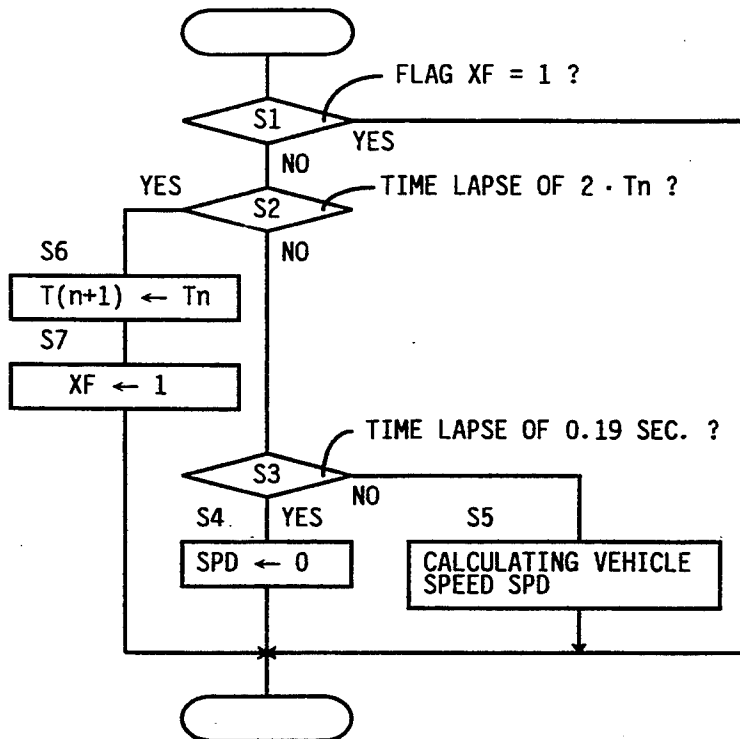 FLAG XF = 1 ?
S1
YES
NO
YES
TIME LAPSE OF 2 · Tn ?
S2
NO
S6
T(n+1) ← Tn
S7
XF ← 1
TIME LAPSE OF 0.19 SEC. ?
S3
NO
S4
YES
S5
SPD ← 0
CALCULATING VEHICLE
SPEED SPD